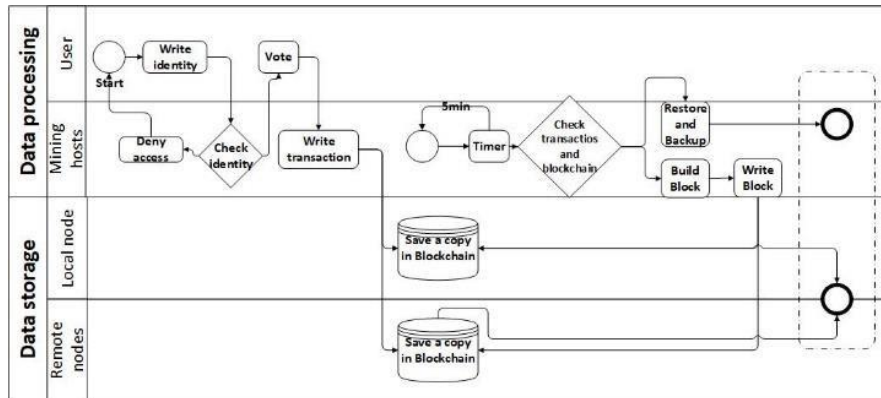 Data processing
User
Start
Write
identity
Vote
Mining
hosts
Deny
access
Check
identity
Write
transaction
5min
Timer
Check
transactios
and
blockchain
Restore
and
Backup
Build
Block
Write
Block
Data storage
Local node
Save a copy
in Blockchain
Remote
nodes
Save a copy
in Blockchain